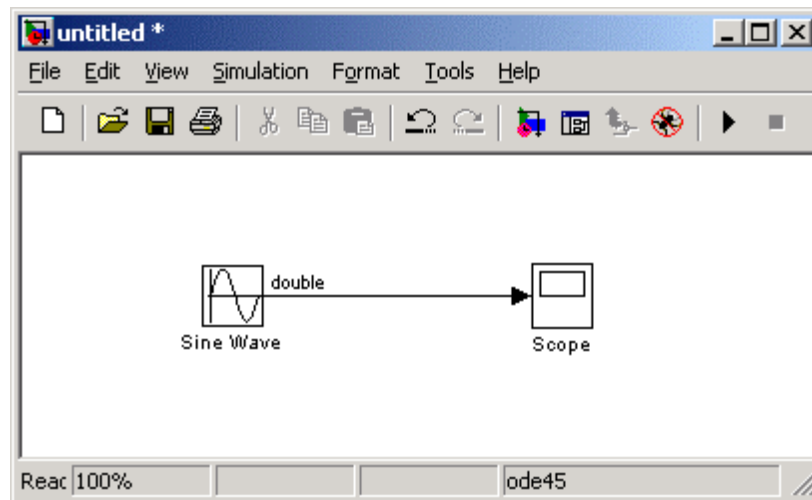 untitled *
File Edit View Simulation Format Tools Help
double
Sine Wave
Scope
Reac 100% ode45